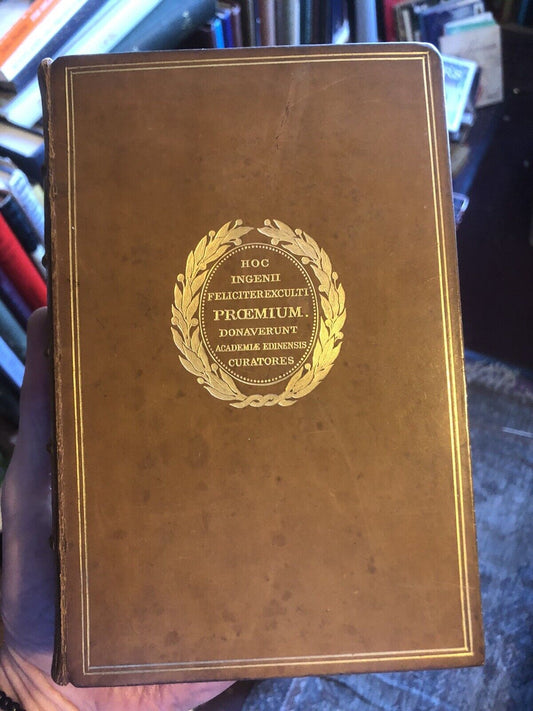 HOC
INGENII
FELICITER EXCULTI
PRŒMIUM.
DONAVERUNT
ACADEMIÆ EDINENSIS
CURATORES